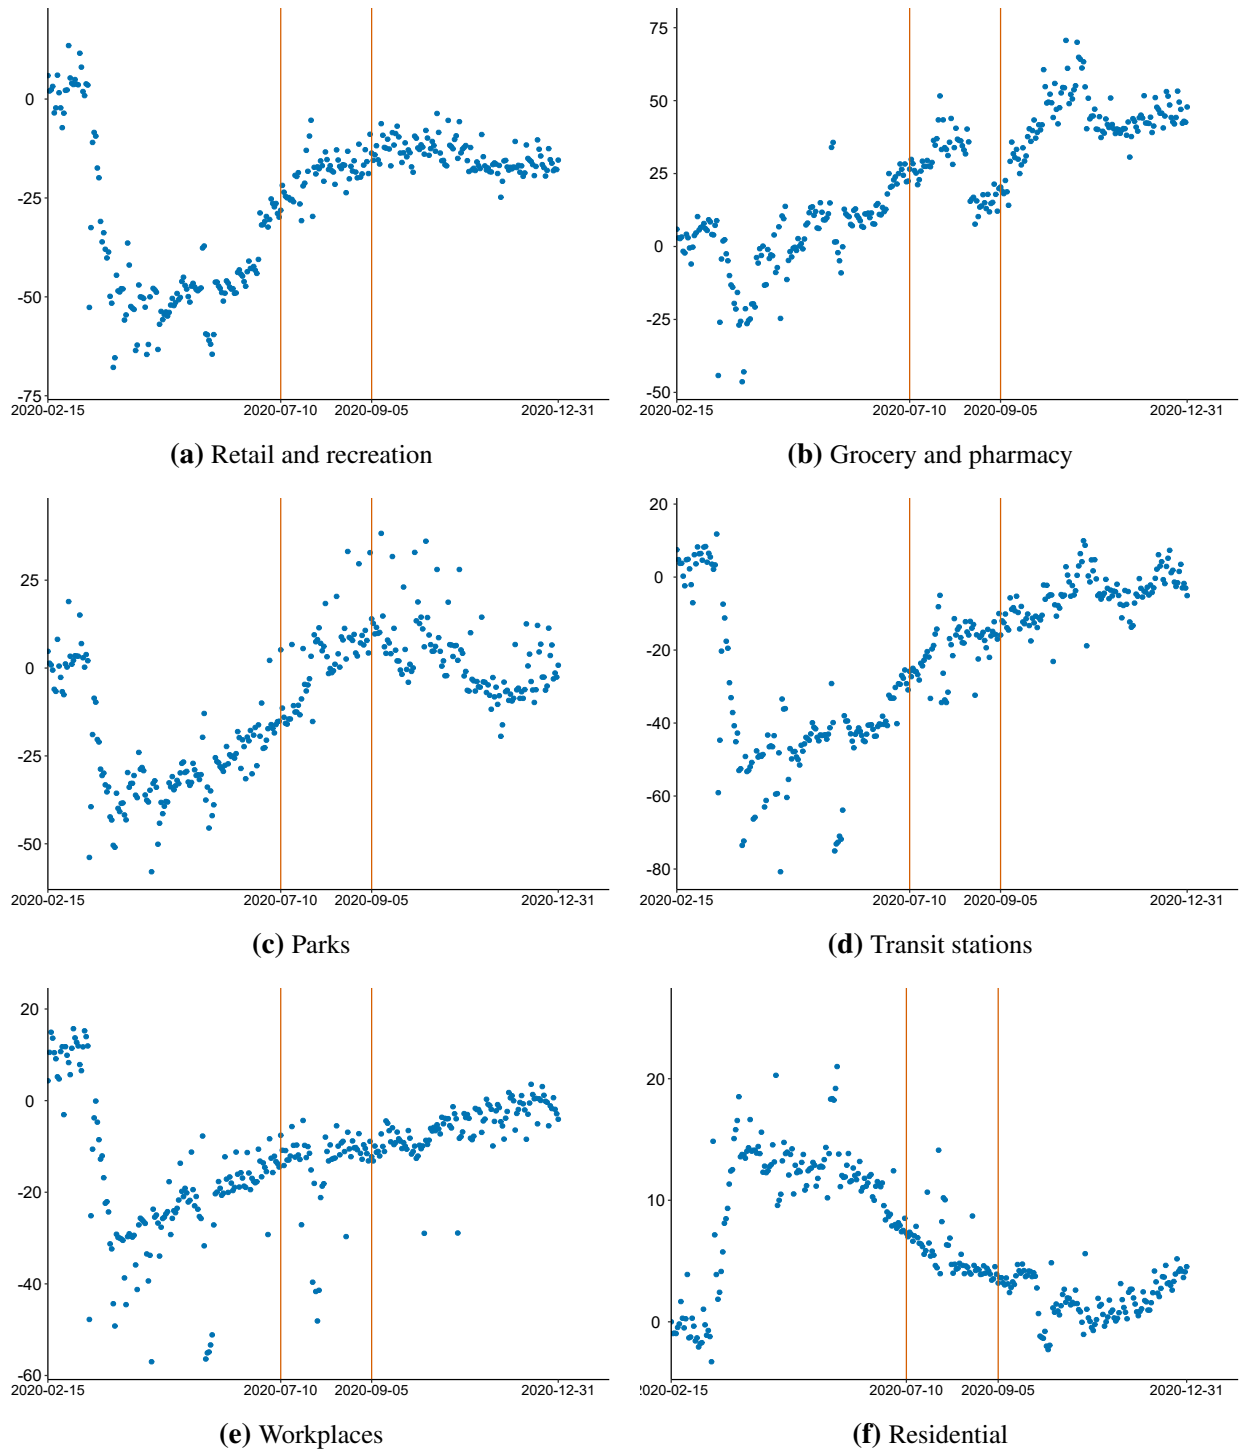 0
-25
-50
-75
2020-02-15 2020-07-10 2020-09-05 2020-12-31
(a) Retail and recreation
75
50
25
0
-25
-50
2020-02-15 2020-07-10 2020-09-05 2020-12-31
(b) Grocery and pharmacy
25
0
-25
-50
2020-02-15 2020-07-10 2020-09-05 2020-12-31
(c) Parks
20
0
-20
-40
-60
-80
2020-02-15 2020-07-10 2020-09-05 2020-12-31
(d) Transit stations
20
0
-20
-40
-60
2020-02-15 2020-07-10 2020-09-05 2020-12-31
(e) Workplaces
20
10
0
!020-02-15 2020-07-10 2020-09-05 2020-12-31
(f) Residential